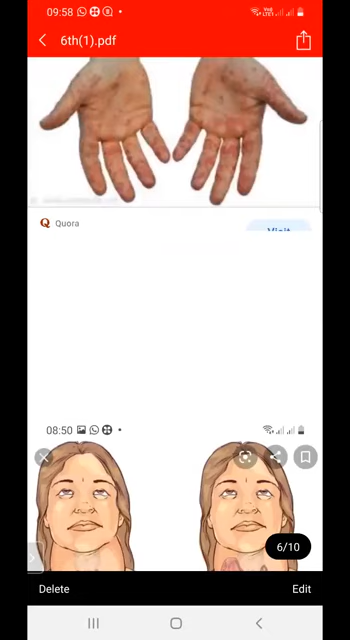 09:58
6th(1).pdf
Quora
Visit
08:50
6/10
Delete
Edit